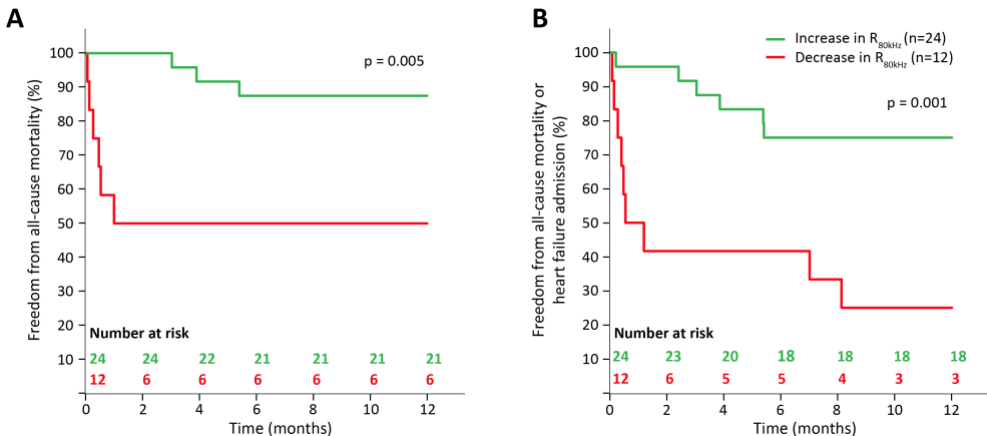 A
Freedom from all-cause mortality (%)
100
90
80
70
60
50
40
30
20
10
p = 0.005
Number at risk
24 24 22 21 21 21 21
12 6 6 6 6 6 6
0 2 4 6 8 10 12
Time (months)
B
Freedom from all-cause mortality or
heart failure admission (%)
100
90
80
70
60
50
40
30
20
10
Increase in R80kHz (n=24)
Decrease in R80kHz (n=12)
p = 0.001
Number at risk
24 23 20 18 18 18 18
12 6 5 5 4 3 3
0 2 4 6 8 10 12
Time (months)